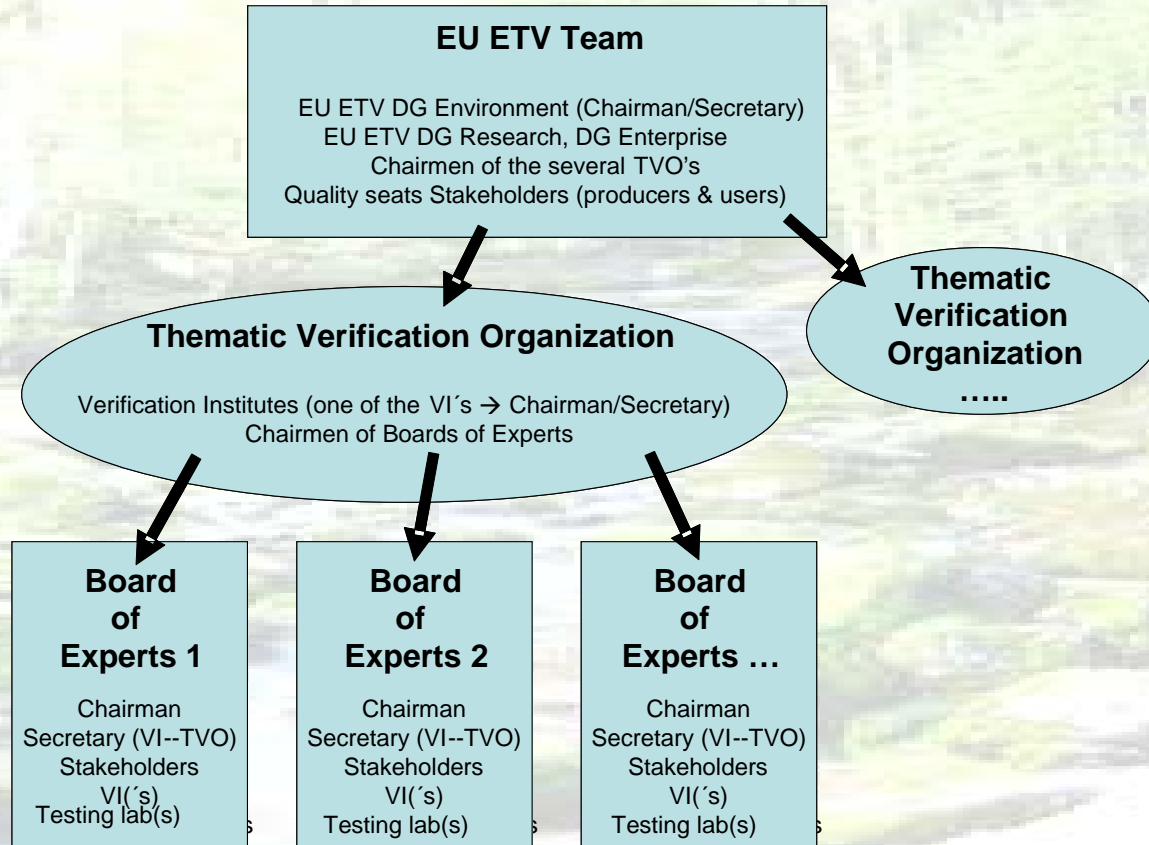 EU ETV Team
EU ETV DG Environment (Chairman/Secretary)
EU ETV DG Research, DG Enterprise
Chairmen of the several TVO's
Quality seats Stakeholders (producers & users)
Thematic
Verification
Organization
…..
Thematic Verification Organization
Verification Institutes (one of the VI´s → Chairman/Secretary)
Chairmen of Boards of Experts
Board
of
Experts 1
Chairman
Secretary (VI--TVO)
Stakeholders
VI(´s)
Testing lab(s)
Board
of
Experts 2
Chairman
Secretary (VI--TVO)
Stakeholders
VI(´s)
Testing lab(s)
Board
of
Experts …
Chairman
Secretary (VI--TVO)
Stakeholders
VI(´s)
Testing lab(s)